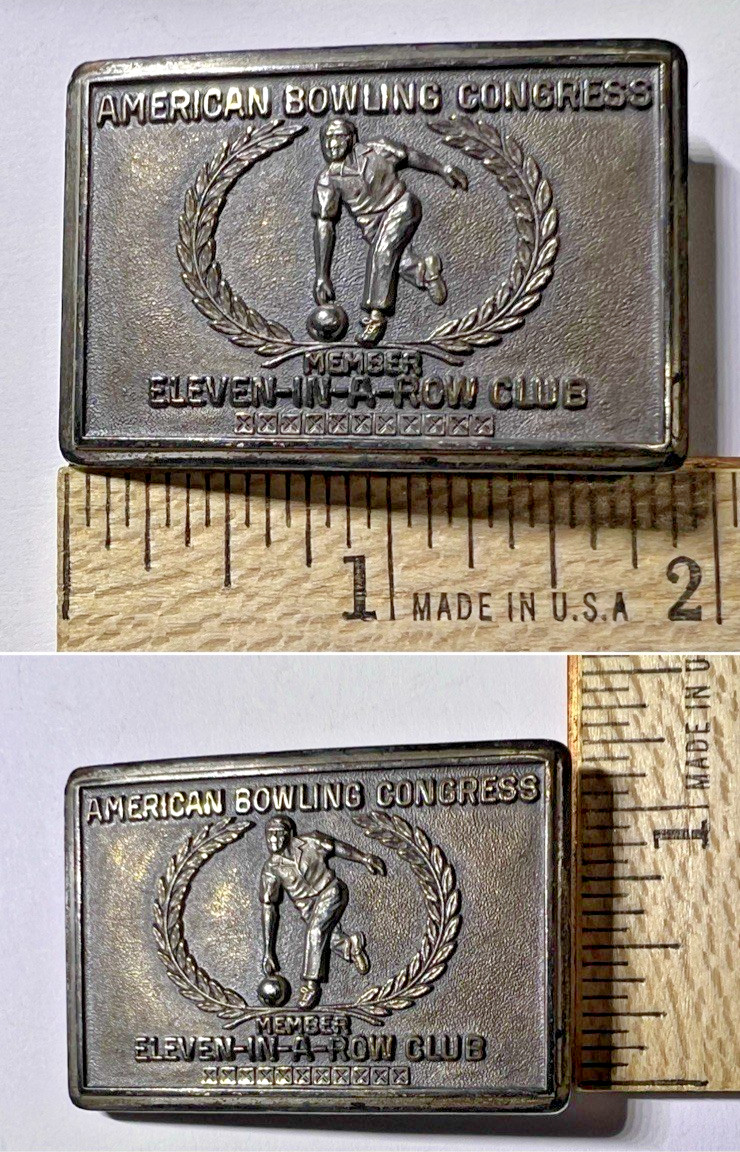 AMERICAN BOWLING CONGRESS
MEMBER
ELEVEN-IN-A-ROW CLUB
XXXXXXXXXXX
1 MADE IN U.S.A 2
AMERICAN BOWLING CONGRESS
MEMBER
ELEVEN-IN-A-ROW CLUB
XXXXXXXXXXX
1 MADE IN U